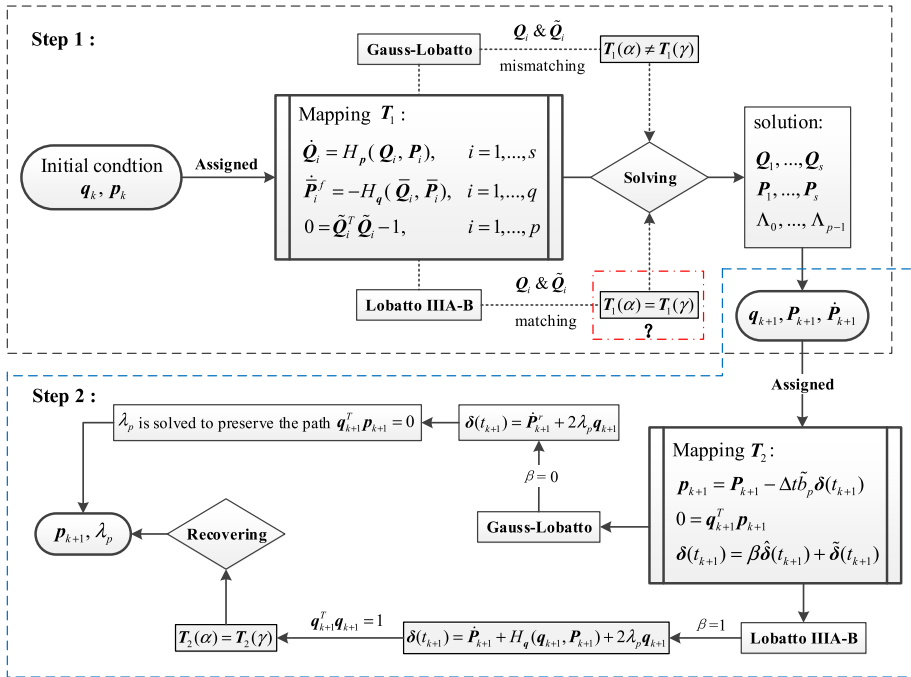 Step 1 :
Gauss-Lobatto
Q_i & Q̃_i
mismatching
T_1(α) ≠ T_1(γ)
Initial condtion
q_k, p_k
Assigned
Mapping T_1 :
Q̇_i = H_p( Q_i, P_i), i = 1,...,s
\dot{\bar{P}}_i^f = −H_q( Q̄_i, P̄_i), i = 1,...,q
0 = Q̃_i^T Q̃_i −1, i = 1,..., p
Solving
solution:
Q_1,...,Q_s
P_1,..., P_s
Λ_0,..., Λ_{p−1}
Lobatto IIIA-B
Q_i & Q̃_i
matching
T_1(α) = T_1(γ)
?
q_{k+1}, P_{k+1}, Ṗ_{k+1}
Assigned
Step 2 :
λ_p is solved to preserve the path q_{k+1}^T p_{k+1} = 0
δ(t_{k+1}) = Ṗ_{k+1}^r + 2λ_p q_{k+1}
β=0
Gauss-Lobatto
Mapping T_2 :
p_{k+1} = P_{k+1} − Δt b̃_p δ(t_{k+1})
0 = q_{k+1}^T p_{k+1}
δ(t_{k+1}) = βδ̂(t_{k+1}) + δ̃(t_{k+1})
p_{k+1}, λ_p
Recovering
T_2(α) = T_2(γ)
q_{k+1}^T q_{k+1} = 1
δ(t_{k+1}) = Ṗ_{k+1} + H_q(q_{k+1}, P_{k+1}) + 2λ_p q_{k+1}
β=1
Lobatto IIIA-B